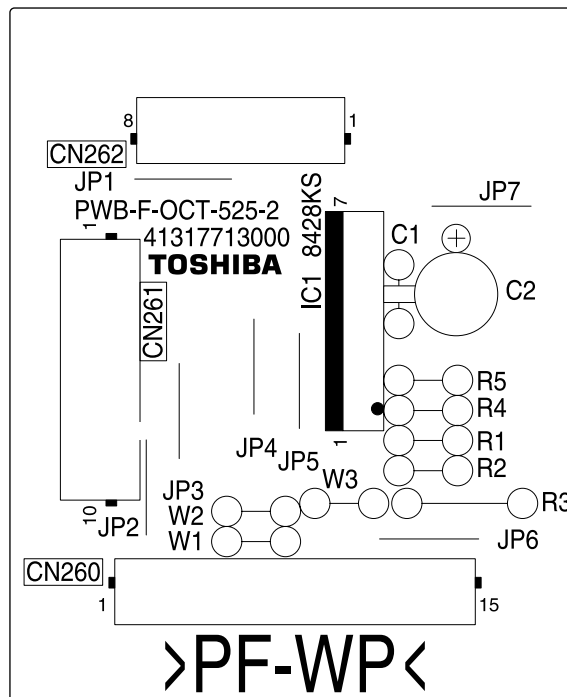 8
1
CN262
JP1
PWB-F-OCT-525-2
41317713000
TOSHIBA
1
CN261
10
IC1 8428KS
7
1
C1
JP7
C2
R5
R4
R1
R2
R3
JP4
JP5
JP3
W3
W2
W1
JP2
JP6
CN260
1
15
>PF-WP<